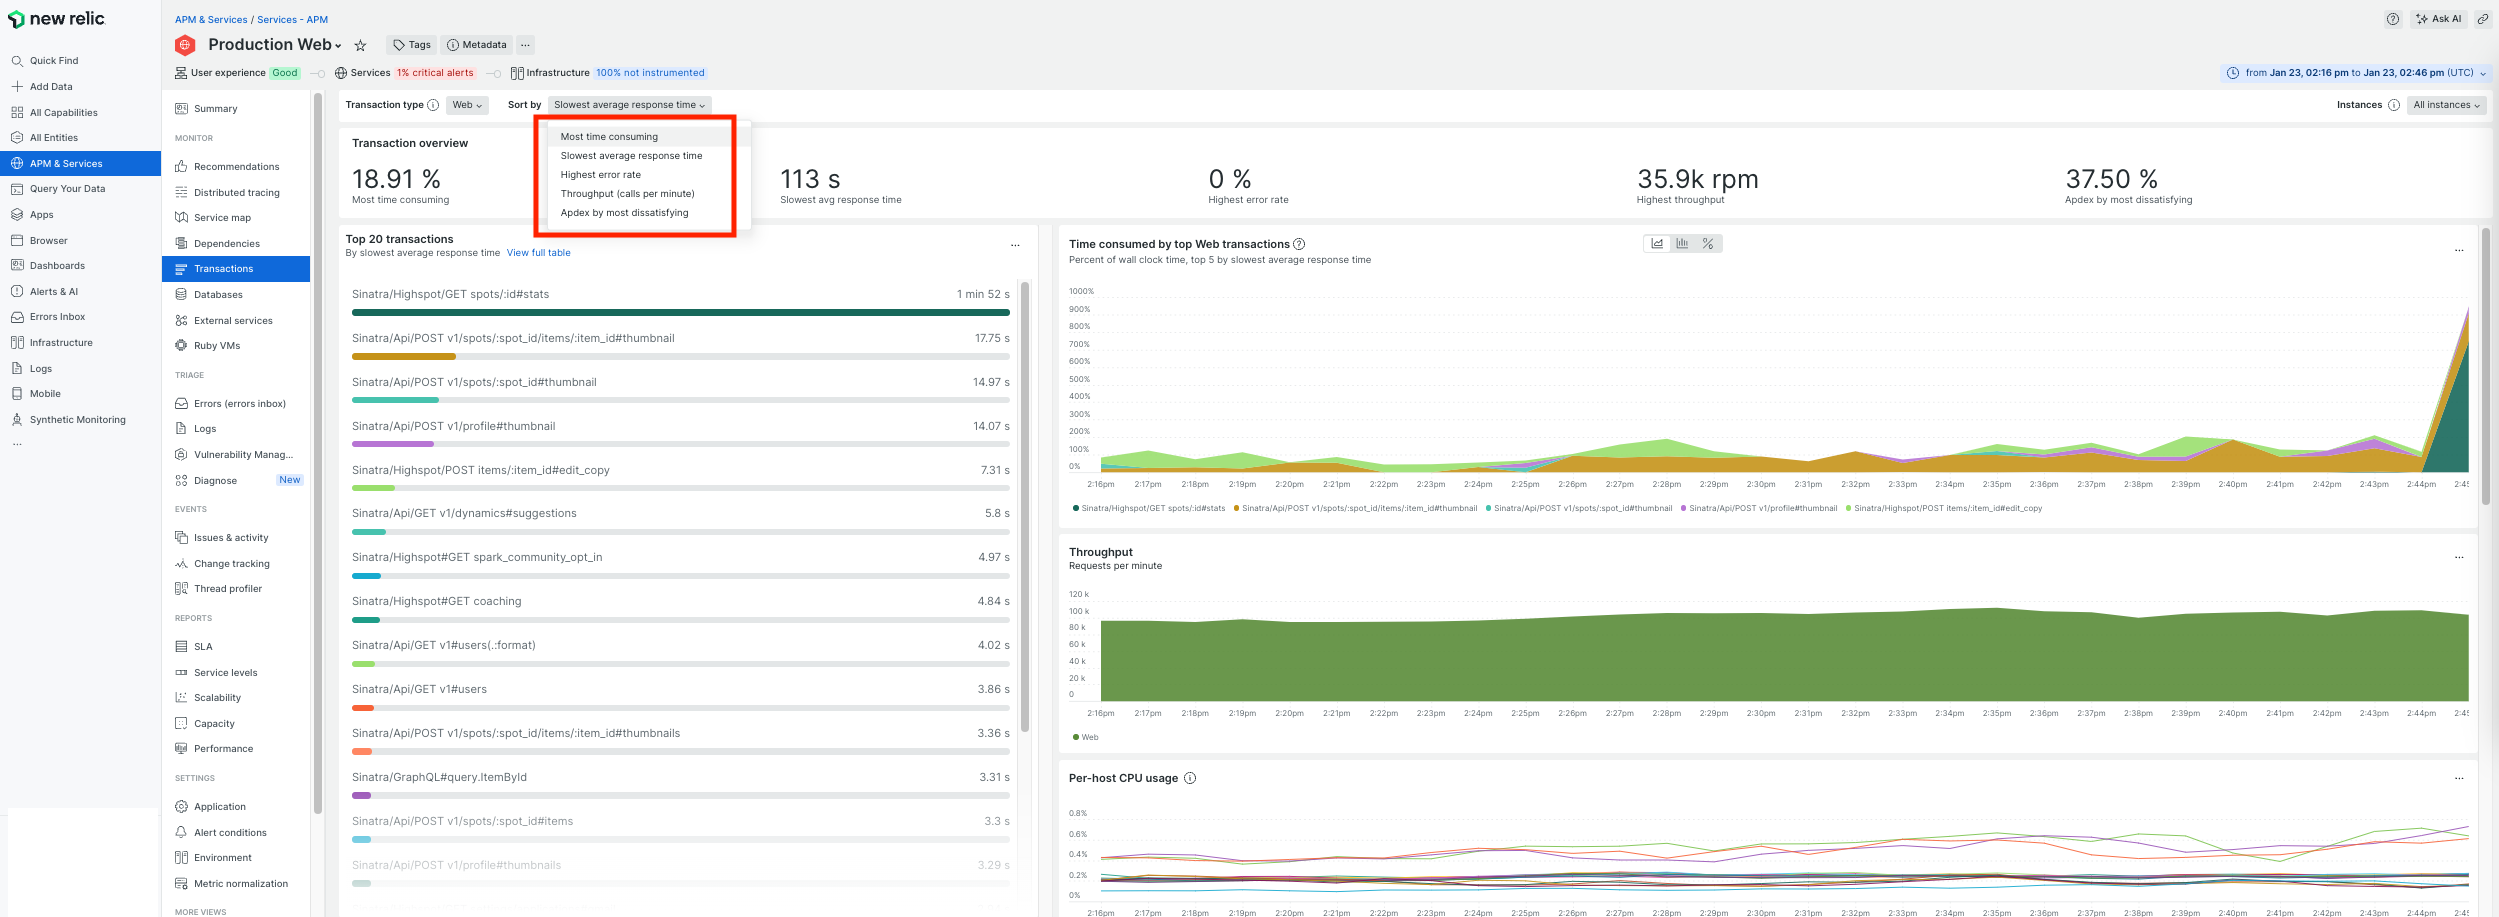 new relic
Quick Find
Add Data
All Capabilities
All Entities
APM & Services
Query Your Data
Apps
Browser
Dashboards
Alerts & AI
Errors Inbox
Infrastructure
Logs
Mobile
Synthetic Monitoring
...
APM & Services / Services - APM
Ask AI
Production Web
Tags
Metadata
...
User experience Good
Services 1% critical alerts
Infrastructure 100% not instrumented
from Jan 23, 02:16 pm to Jan 23, 02:46 pm (UTC)
Summary
MONITOR
Recommendations
Distributed tracing
Service map
Dependencies
Transactions
Databases
External services
Ruby VMs
TRIAGE
Errors (errors inbox)
Logs
Vulnerability Manag...
Diagnose New
EVENTS
Issues & activity
Change tracking
Thread profiler
REPORTS
SLA
Service levels
Scalability
Capacity
Performance
SETTINGS
Application
Alert conditions
Environment
Metric normalization
MORE VIEWS
Transaction type Web Sort by Slowest average response time
Instances All instances
Most time consuming
Slowest average response time
Highest error rate
Throughput (calls per minute)
Apdex by most dissatisfying
Transaction overview
18.91 %
Most time consuming
113 s
Slowest avg response time
0 %
Highest error rate
35.9k rpm
Highest throughput
37.50 %
Apdex by most dissatisfying
Top 20 transactions
By slowest average response time View full table
...
Sinatra/Highspot/GET spots/:id#stats 1 min 52 s
Sinatra/Api/POST v1/spots/:spot_id/items/:item_id#thumbnail 17.75 s
Sinatra/Api/POST v1/spots/:spot_id#thumbnail 14.97 s
Sinatra/Api/POST v1/profile#thumbnail 14.07 s
Sinatra/Highspot/POST items/:item_id#edit_copy 7.31 s
Sinatra/Api/GET v1/dynamics#suggestions 5.8 s
Sinatra/Highspot#GET spark_community_opt_in 4.97 s
Sinatra/Highspot#GET coaching 4.84 s
Sinatra/Api/GET v1#users(.:format) 4.02 s
Sinatra/Api/GET v1#users 3.86 s
Sinatra/Api/POST v1/spots/:spot_id/items/:item_id#thumbnails 3.36 s
Sinatra/GraphQL#query.ItemById 3.31 s
Sinatra/Api/POST v1/spots/:spot_id#items 3.3 s
Sinatra/Api/POST v1/profile#thumbnails 3.29 s
Time consumed by top Web transactions
Percent of wall clock time, top 5 by slowest average response time
...
1000%
900%
800%
700%
600%
500%
400%
300%
200%
100%
0%
2:16pm 2:17pm 2:18pm 2:19pm 2:20pm 2:21pm 2:22pm 2:23pm 2:24pm 2:25pm 2:26pm 2:27pm 2:28pm 2:29pm 2:30pm 2:31pm 2:32pm 2:33pm 2:34pm 2:35pm 2:36pm 2:37pm 2:38pm 2:39pm 2:40pm 2:41pm 2:42pm 2:43pm 2:44pm 2:45
Sinatra/Highspot/GET spots/:id#stats Sinatra/Api/POST v1/spots/:spot_id/items/:item_id#thumbnail Sinatra/Api/POST v1/spots/:spot_id#thumbnail Sinatra/Api/POST v1/profile#thumbnail Sinatra/Highspot/POST items/:item_id#edit_copy
Throughput
Requests per minute
...
120 k
100 k
80 k
60 k
40 k
20 k
0
2:16pm 2:17pm 2:18pm 2:19pm 2:20pm 2:21pm 2:22pm 2:23pm 2:24pm 2:25pm 2:26pm 2:27pm 2:28pm 2:29pm 2:30pm 2:31pm 2:32pm 2:33pm 2:34pm 2:35pm 2:36pm 2:37pm 2:38pm 2:39pm 2:40pm 2:41pm 2:42pm 2:43pm 2:44pm 2:45
Web
Per-host CPU usage
...
0.8%
0.6%
0.4%
0.2%
0%
2:16pm 2:17pm 2:18pm 2:19pm 2:20pm 2:21pm 2:22pm 2:23pm 2:24pm 2:25pm 2:26pm 2:27pm 2:28pm 2:29pm 2:30pm 2:31pm 2:32pm 2:33pm 2:34pm 2:35pm 2:36pm 2:37pm 2:38pm 2:39pm 2:40pm 2:41pm 2:42pm 2:43pm 2:44pm 2:45